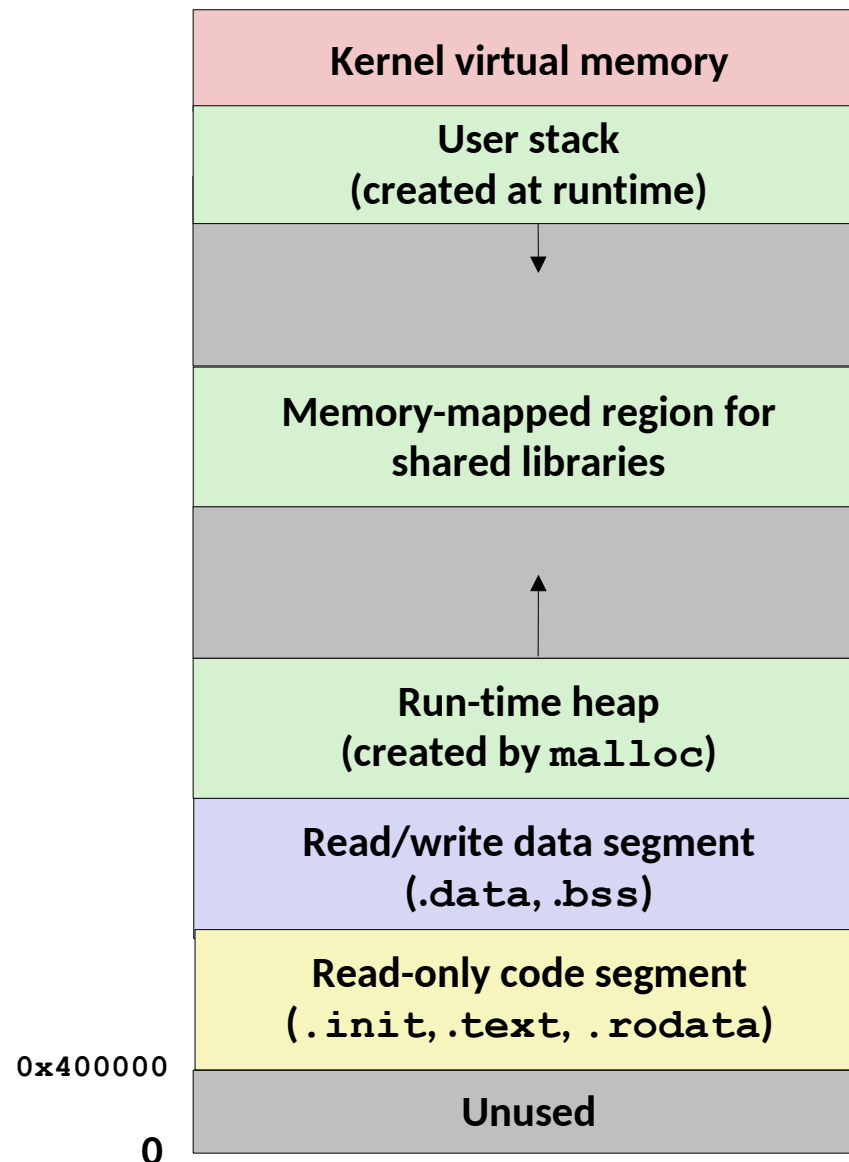 Kernel virtual memory
User stack
(created at runtime)
Memory-mapped region for
shared libraries
Run-time heap
(created by malloc)
Read/write data segment
(.data, .bss)
Read-only code segment
(.init, .text, .rodata)
0x400000
Unused
0